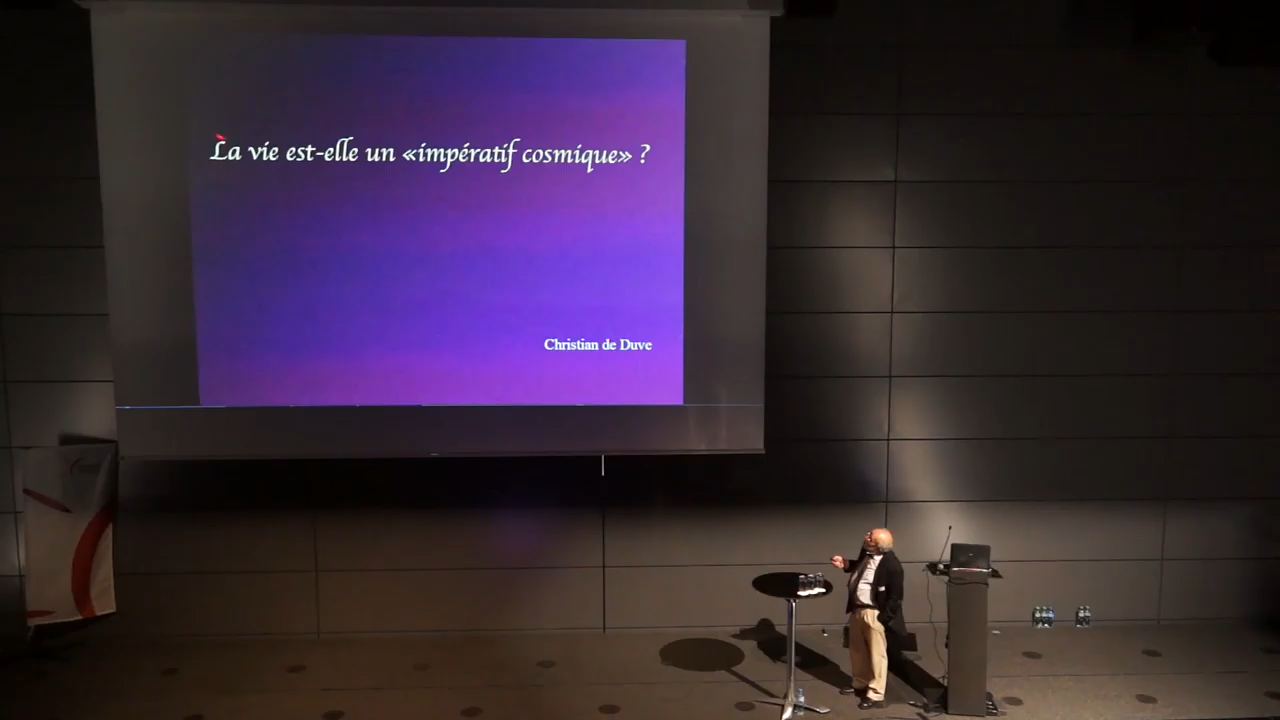 La vie est-elle un «impératif cosmique» ?
Christian de Duve